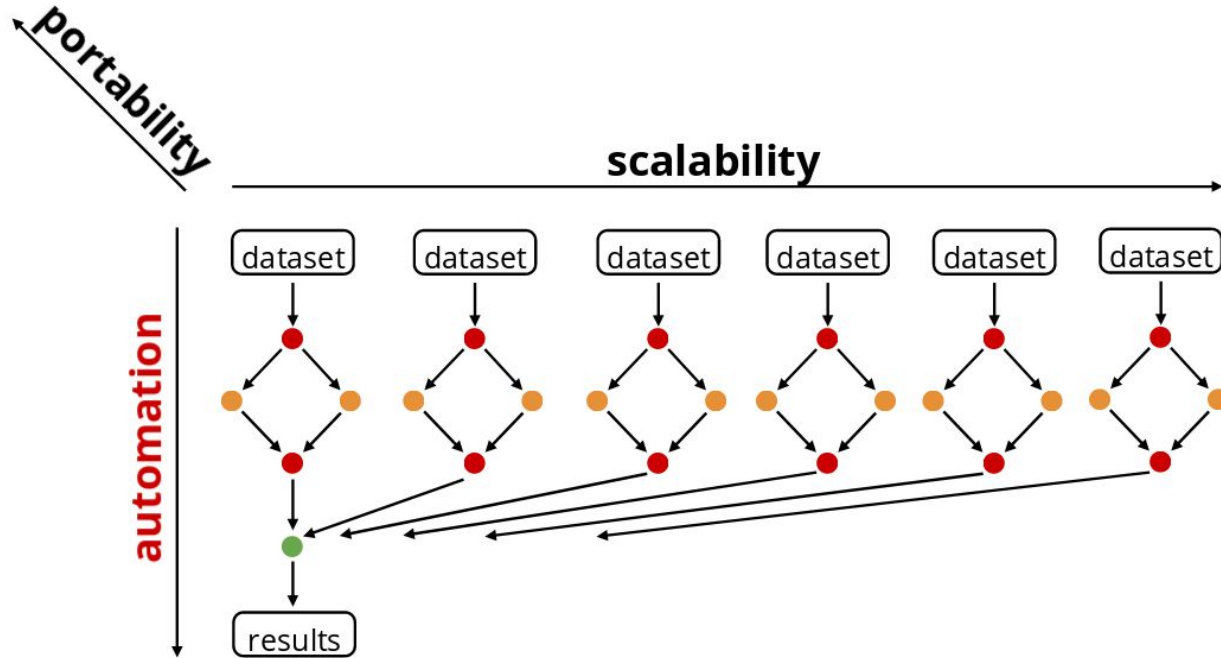 portability
scalability
dataset dataset dataset dataset dataset dataset
automation
results